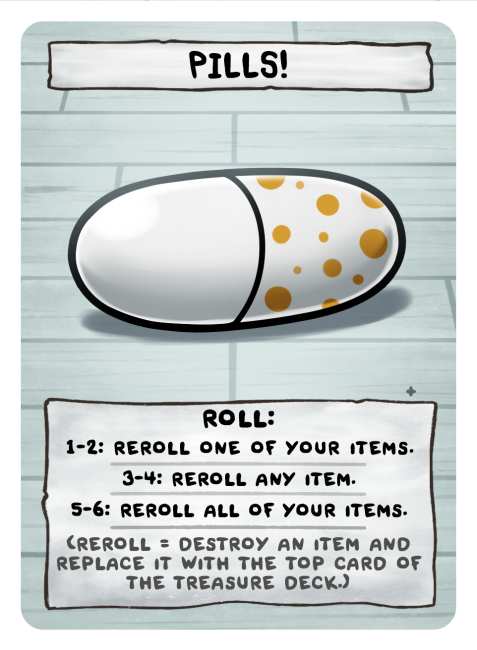 PILLS!
ROLL:
1-2: REROLL ONE OF YOUR ITEMS.
3-4: REROLL ANY ITEM.
5-6: REROLL ALL OF YOUR ITEMS.
(REROLL = DESTROY AN ITEM AND
REPLACE IT WITH THE TOP CARD OF
THE TREASURE DECK.)